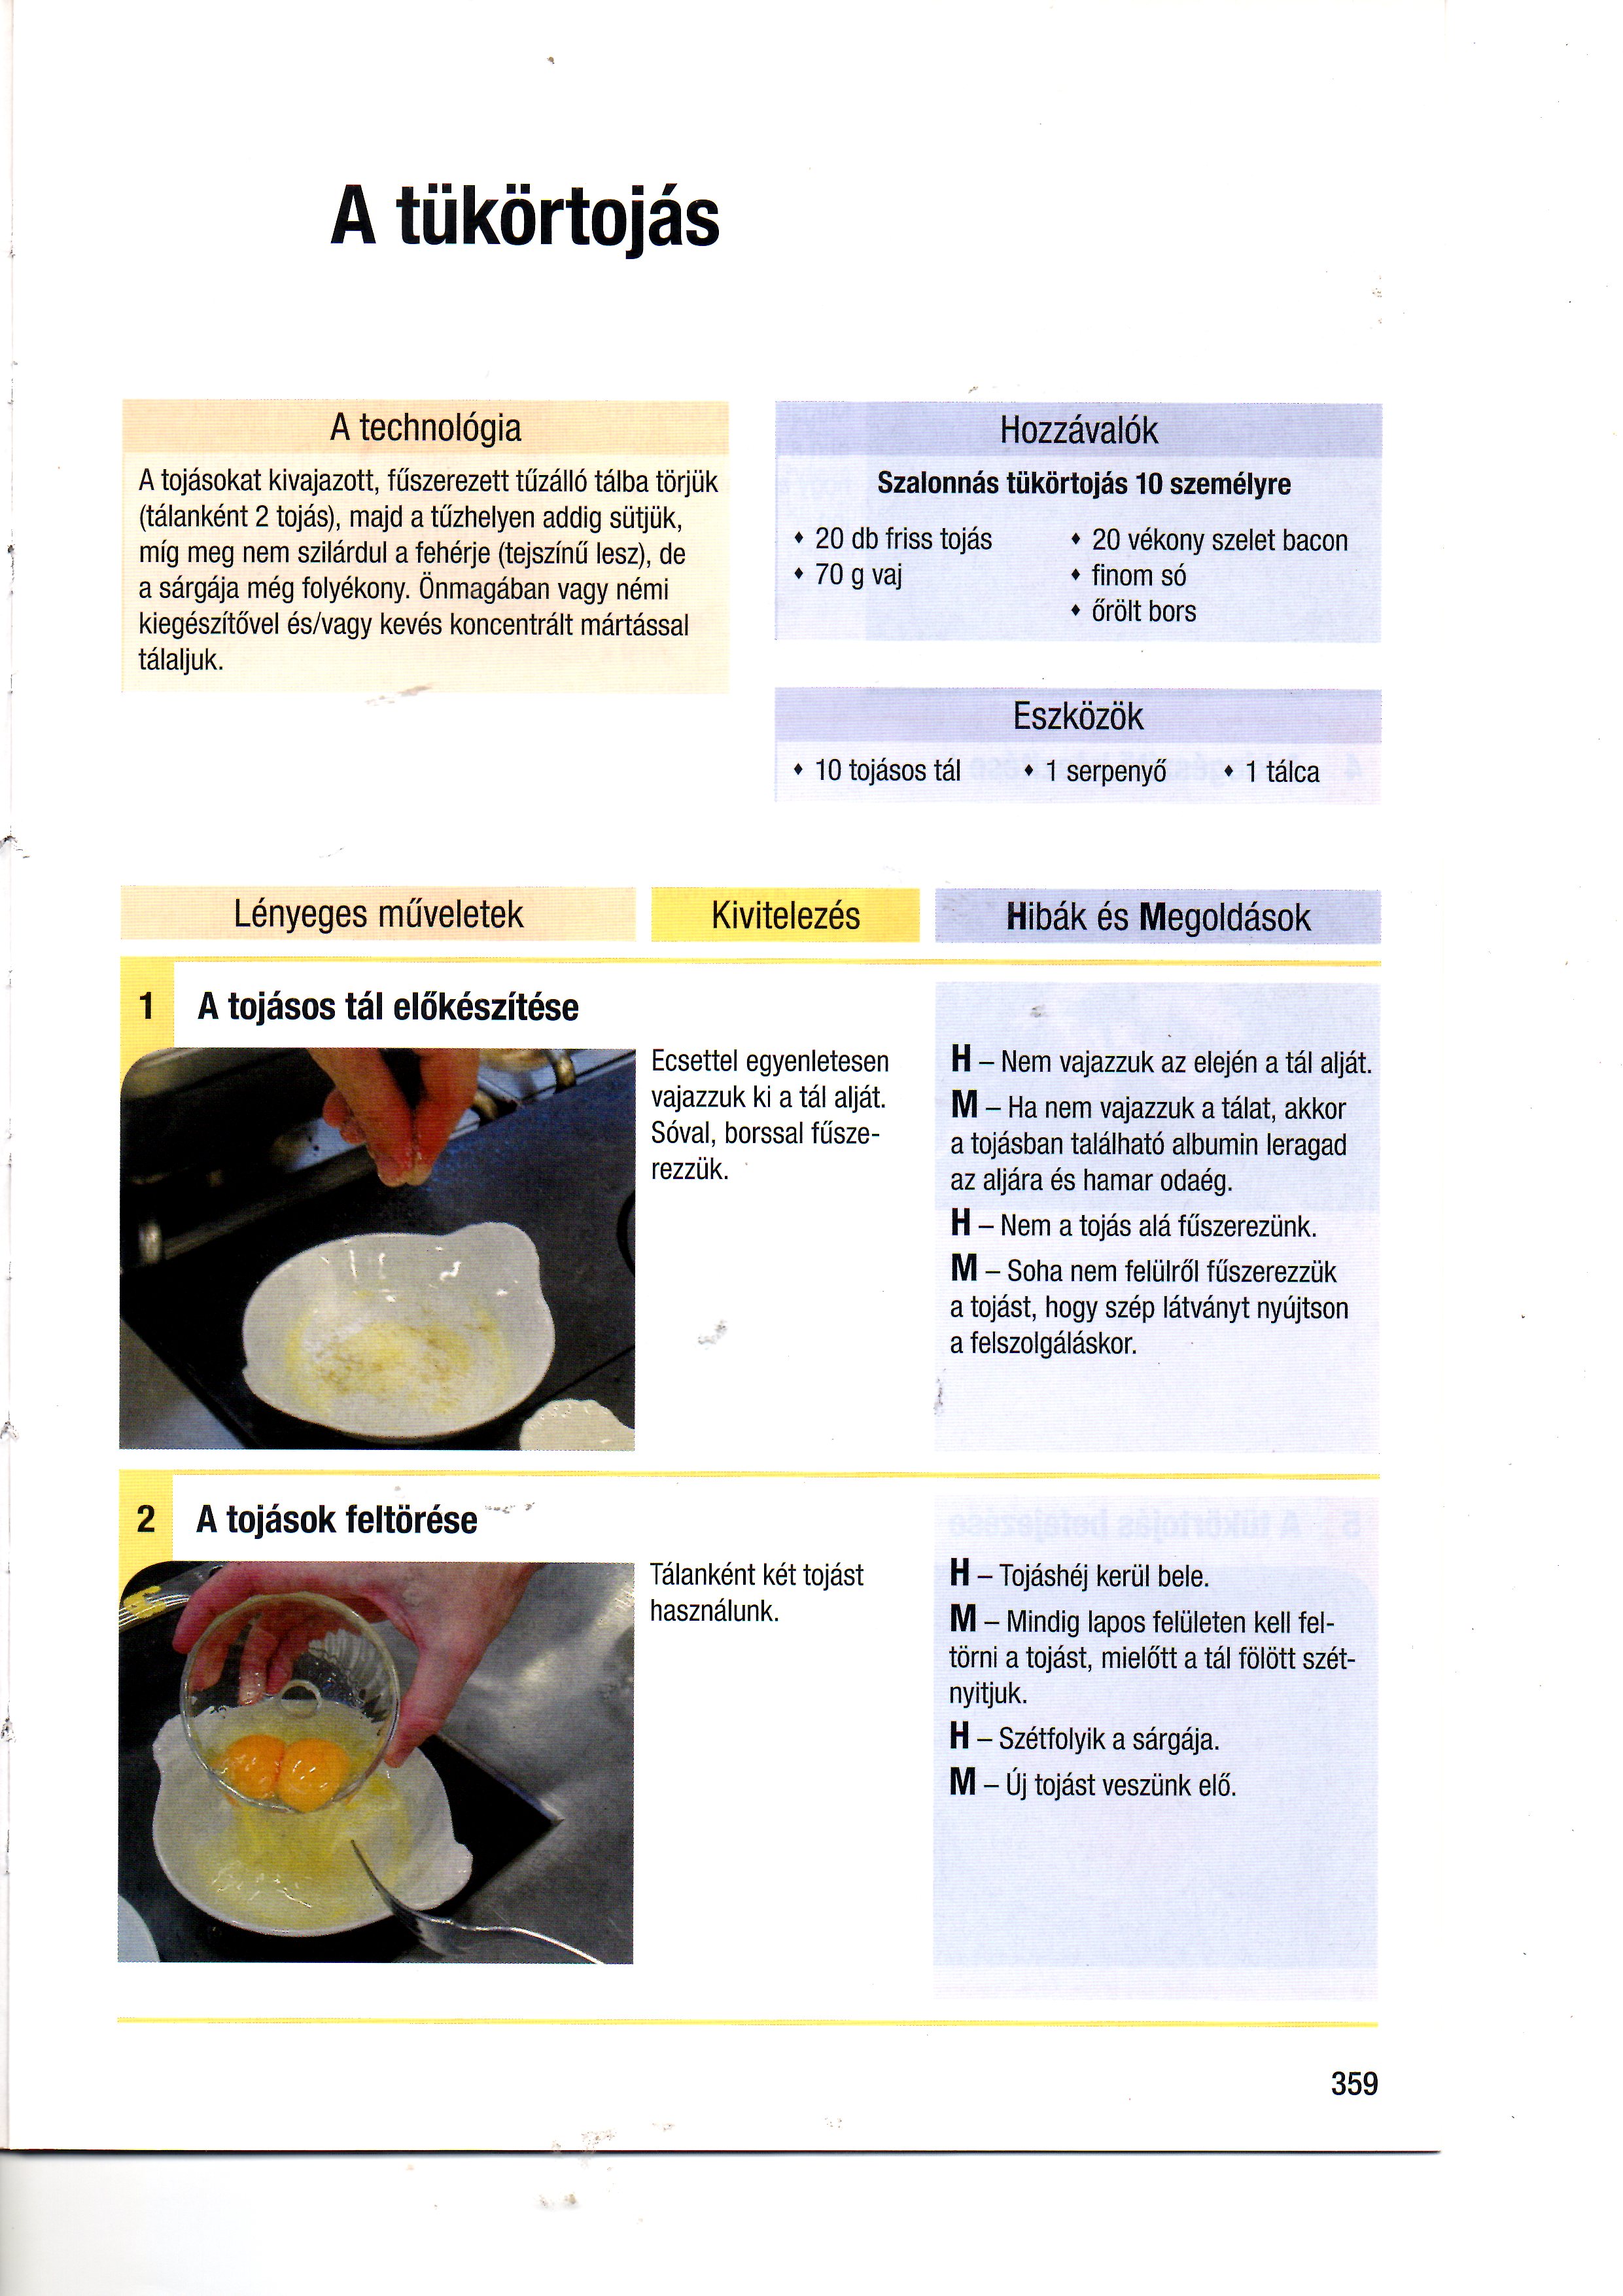 A tükörtojás
A technológia
A tojásokat kivajazott, fűszerezett tűzálló tálba törjük
(tálanként 2 tojás), majd a tűzhelyen addig sütjük,
míg meg nem szilárdul a fehérje (tejszínű lesz), de
a sárgája még folyékony. Önmagában vagy némi
kiegészítővel és/vagy kevés koncentrált mártással
tálaljuk.
Hozzávalók
Szalonnás tükörtojás 10 személyre
• 20 db friss tojás
• 70 g vaj
• 20 vékony szelet bacon
• finom só
• őrölt bors
Eszközök
• 10 tojásos tál • 1 serpenyő • 1 tálca
Lényeges műveletek
Kivitelezés
Hibák és Megoldások
1 A tojásos tál előkészítése
Ecsettel egyenletesen
vajazzuk ki a tál alját.
Sóval, borssal fűsze-
rezzük.
H – Nem vajazzuk az elején a tál alját.
M – Ha nem vajazzuk a tálat, akkor
a tojásban található albumin leragad
az aljára és hamar odaég.
H – Nem a tojás alá fűszerezünk.
M – Soha nem felülről fűszerezzük
a tojást, hogy szép látványt nyújtson
a felszolgáláskor.
2 A tojások feltörése
Tálanként két tojást
használunk.
H – Tojáshéj kerül bele.
M – Mindig lapos felületen kell fel-
törni a tojást, mielőtt a tál fölött szét-
nyitjuk.
H – Szétfolyik a sárgája.
M – Új tojást veszünk elő.
359